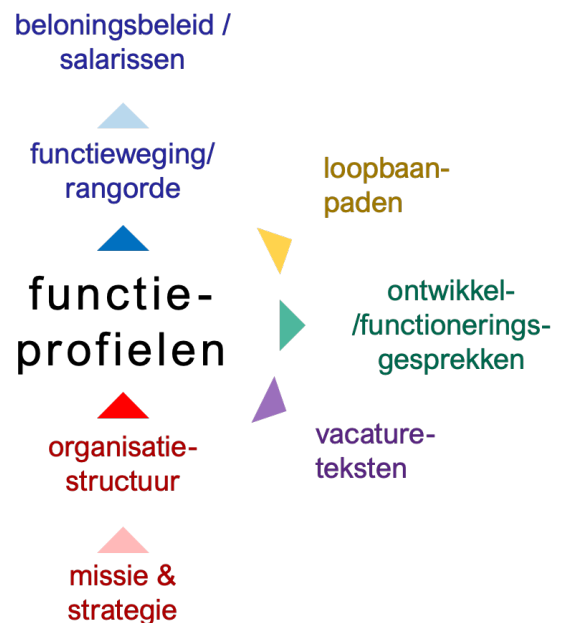 beloningsbeleid /
salarissen
functieweging/
rangorde
functie-
profielen
organisatie-
structuur
missie &
strategie
loopbaan-
paden
ontwikkel-
/functionerings-
gesprekken
vacature-
teksten